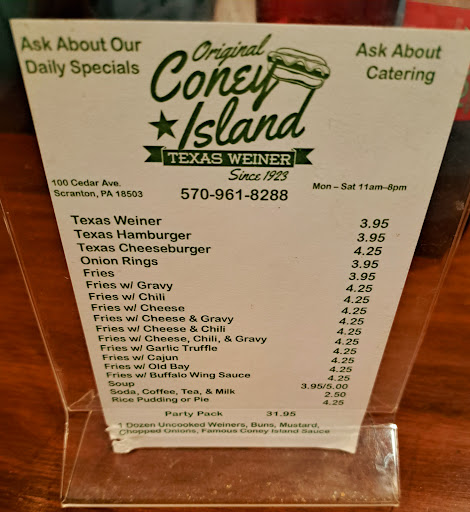 Ask About Our
Daily Specials
Original
Coney
Island
TEXAS WEINER
Since 1923
Ask About
Catering
100 Cedar Ave.
Scranton, PA 18503
570-961-8288
Mon – Sat 11am–8pm
Texas Weiner 3.95
Texas Hamburger 3.95
Texas Cheeseburger 4.25
Onion Rings 3.95
Fries 3.95
Fries w/ Gravy 4.25
Fries w/ Chili 4.25
Fries w/ Cheese 4.25
Fries w/ Cheese & Gravy 4.25
Fries w/ Cheese & Chili 4.25
Fries w/ Cheese, Chili, & Gravy 4.25
Fries w/ Garlic Truffle 4.25
Fries w/ Cajun 4.25
Fries w/ Old Bay 4.25
Fries w/ Buffalo Wing Sauce 4.25
Soup 3.95/5.00
Soda, Coffee, Tea, & Milk 2.50
Rice Pudding or Pie 4.25
Party Pack 31.95
1 Dozen Uncooked Weiners, Buns, Mustard,
Chopped Onions, Famous Coney Island Sauce